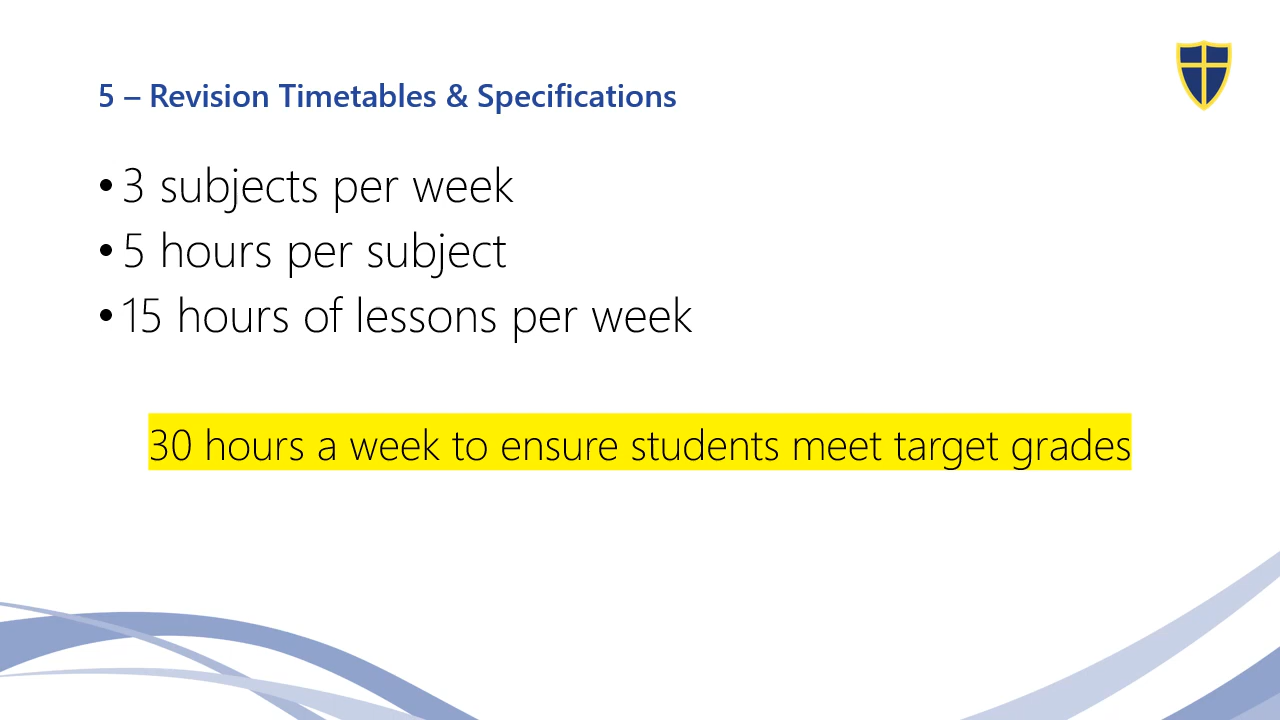 5 – Revision Timetables & Specifications
• 3 subjects per week
• 5 hours per subject
• 15 hours of lessons per week
30 hours a week to ensure students meet target grades